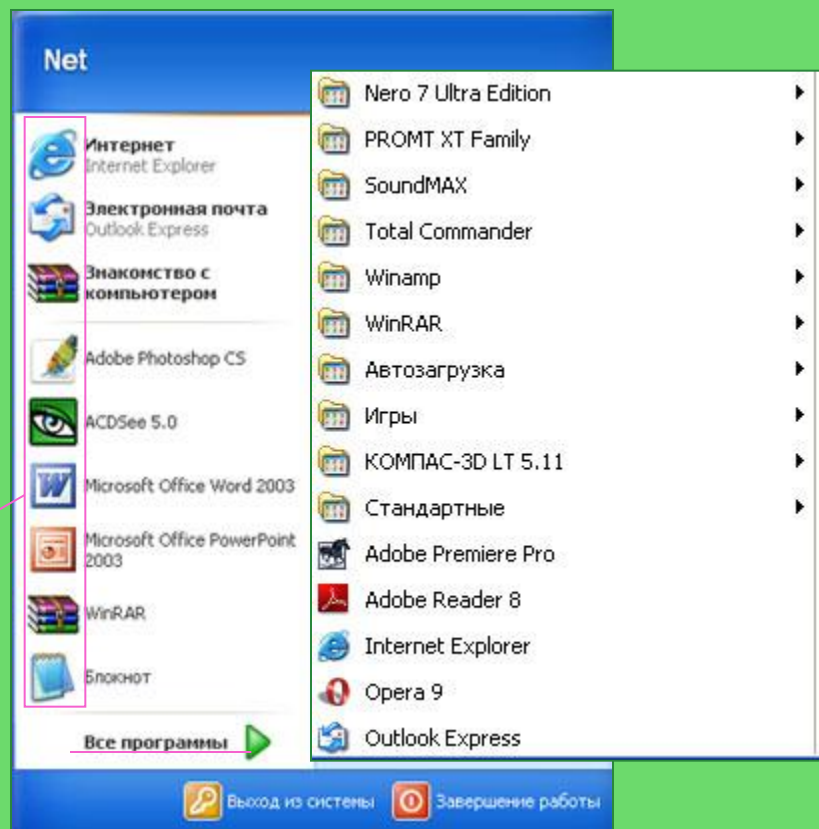 Net
Интернет
Internet Explorer
Электронная почта
Outlook Express
Знакомство с
компьютером
Adobe Photoshop CS
ACDSee 5.0
Microsoft Office Word 2003
Microsoft Office PowerPoint
2003
WinRAR
Блокнот
Все программы
Nero 7 Ultra Edition
PROMT XT Family
SoundMAX
Total Commander
Winamp
WinRAR
Автозагрузка
Игры
КОМПАС-3D LT 5.11
Стандартные
Adobe Premiere Pro
Adobe Reader 8
Internet Explorer
Opera 9
Outlook Express
Выход из системы
Завершение работы